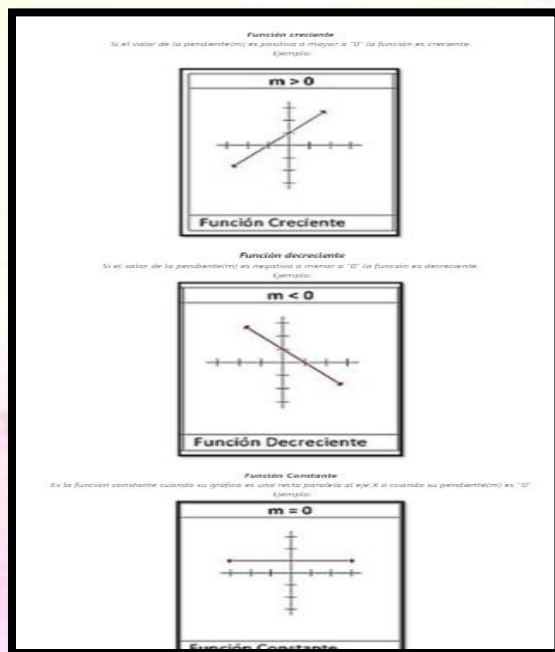 Función creciente
Si el valor de la pendiente(m) es positiva o mayor a "0" la función es creciente.
Ejemplo:
m > 0
Función Creciente
Función decreciente
Si el valor de la pendiente(m) es negativa o menor a "0" la función es decreciente.
Ejemplo:
m < 0
Función Decreciente
Función Constante
Es la función constante cuando su gráfica es una recta paralela al eje X o cuando su pendiente(m) es "0"
Ejemplo:
m = 0
Función Constante